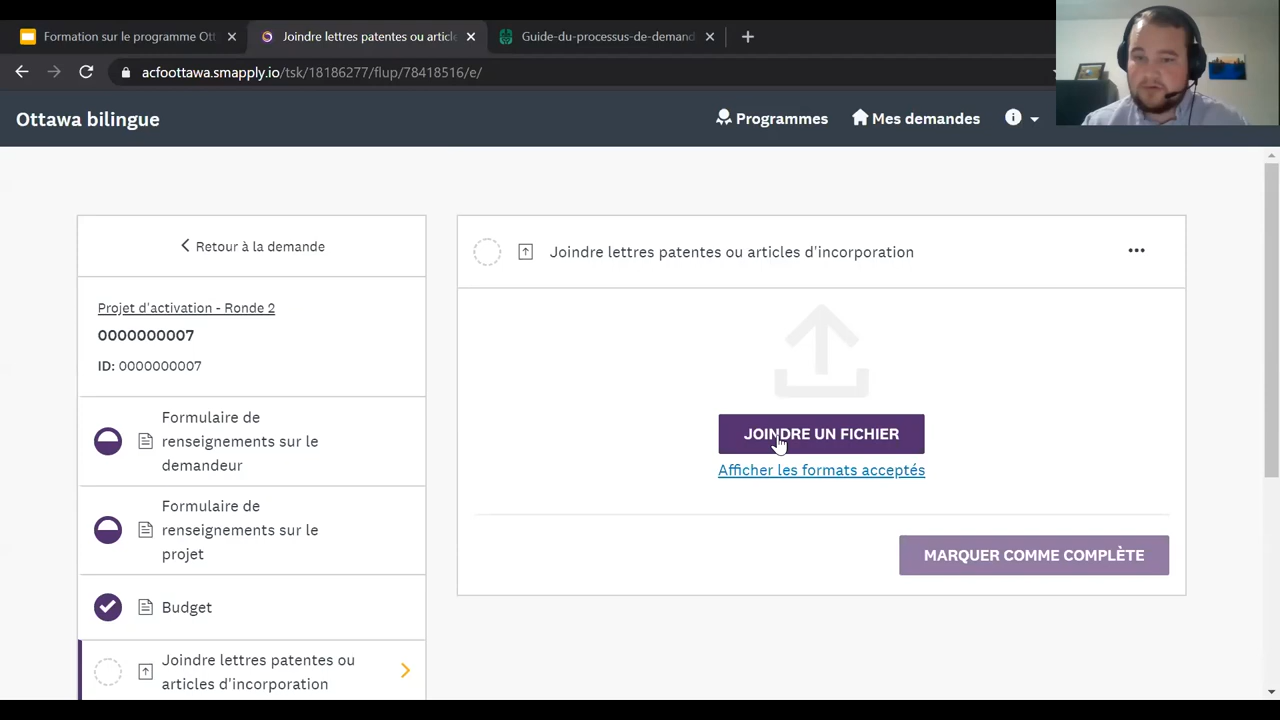 Formation sur le programme Ott
Joindre lettres patentes ou article
Guide-du-processus-de-demand
acfoottawa.smapply.io/tsk/18186277/flup/78418516/e/
Ottawa bilingue
Programmes
Mes demandes
Retour à la demande
Projet d'activation - Ronde 2
0000000007
ID: 0000000007
Formulaire de
renseignements sur le
demandeur
Formulaire de
renseignements sur le
projet
Budget
Joindre lettres patentes ou
articles d'incorporation
Joindre lettres patentes ou articles d'incorporation
JOINDRE UN FICHIER
Afficher les formats acceptés
MARQUER COMME COMPLÈTE